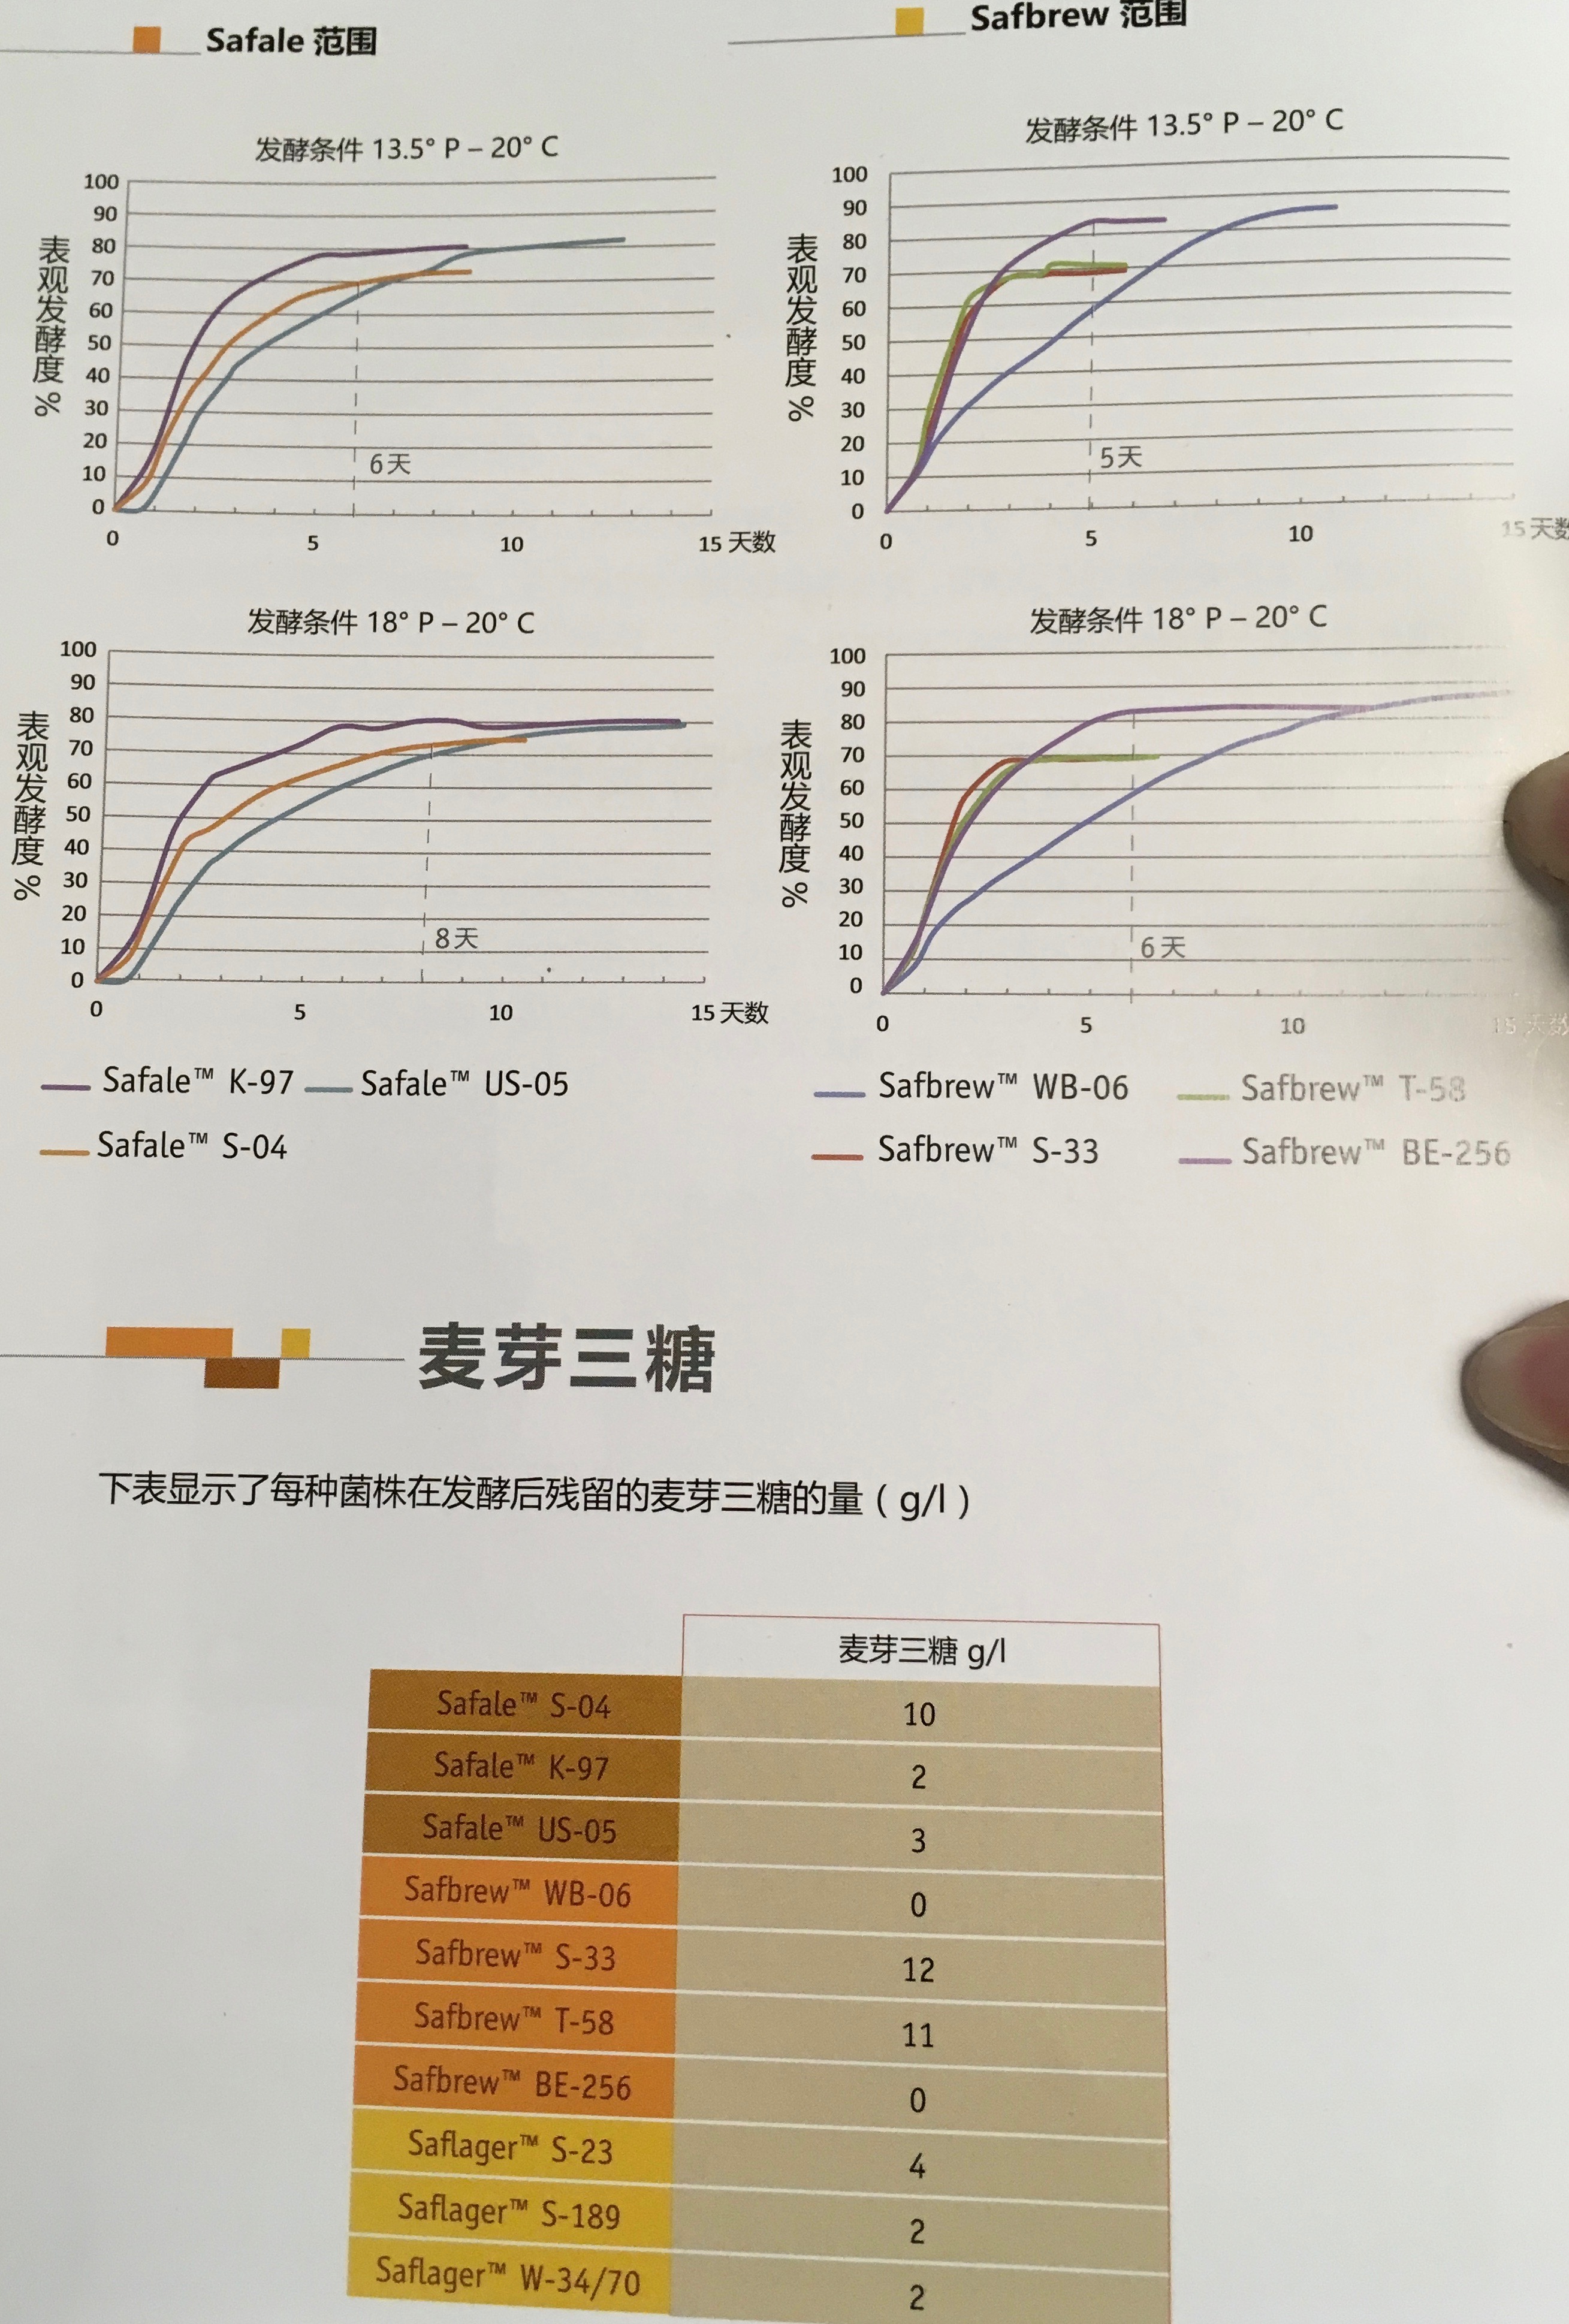 Safale 范围
发酵条件 13.5° P – 20° C
表观发酵度 %
100
90
80
70
60
50
40
30
20
10
0
6天
0 5 10 15 天数
Safbrew 范围
发酵条件 13.5° P – 20° C
表观发酵度 %
100
90
80
70
60
50
40
30
20
10
0
5天
0 5 10 15 天数
发酵条件 18° P – 20° C
表观发酵度 %
100
90
80
70
60
50
40
30
20
10
0
8天
0 5 10 15 天数
发酵条件 18° P – 20° C
表观发酵度 %
100
90
80
70
60
50
40
30
20
10
0
6天
0 5 10 15 天数
Safale™ K-97 Safale™ US-05
Safale™ S-04
Safbrew™ WB-06 Safbrew™ T-58
Safbrew™ S-33 Safbrew™ BE-256
麦芽三糖
下表显示了每种菌株在发酵后残留的麦芽三糖的量（g/l）
麦芽三糖 g/l
Safale™ S-04 10
Safale™ K-97 2
Safale™ US-05 3
Safbrew™ WB-06 0
Safbrew™ S-33 12
Safbrew™ T-58 11
Safbrew™ BE-256 0
Saflager™ S-23 4
Saflager™ S-189 2
Saflager™ W-34/70 2